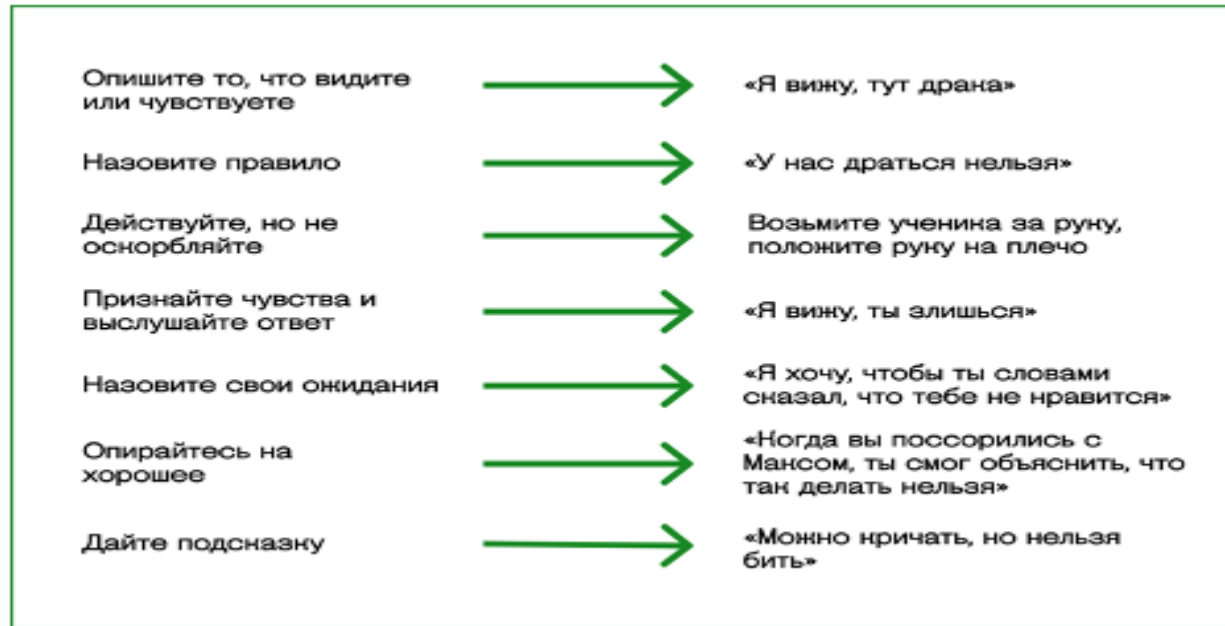 Опишите то, что видите
или чувствуете
«Я вижу, тут драка»
Назовите правило
«У нас драться нельзя»
Действуйте, но не
оскорбляйте
Возьмите ученика за руку,
положите руку на плечо
Признайте чувства и
выслушайте ответ
«Я вижу, ты злишься»
Назовите свои ожидания
«Я хочу, чтобы ты словами
сказал, что тебе не нравится»
Опирайтесь на
хорошее
«Когда вы поссорились с
Максом, ты смог объяснить, что
так делать нельзя»
Дайте подсказку
«Можно кричать, но нельзя
бить»